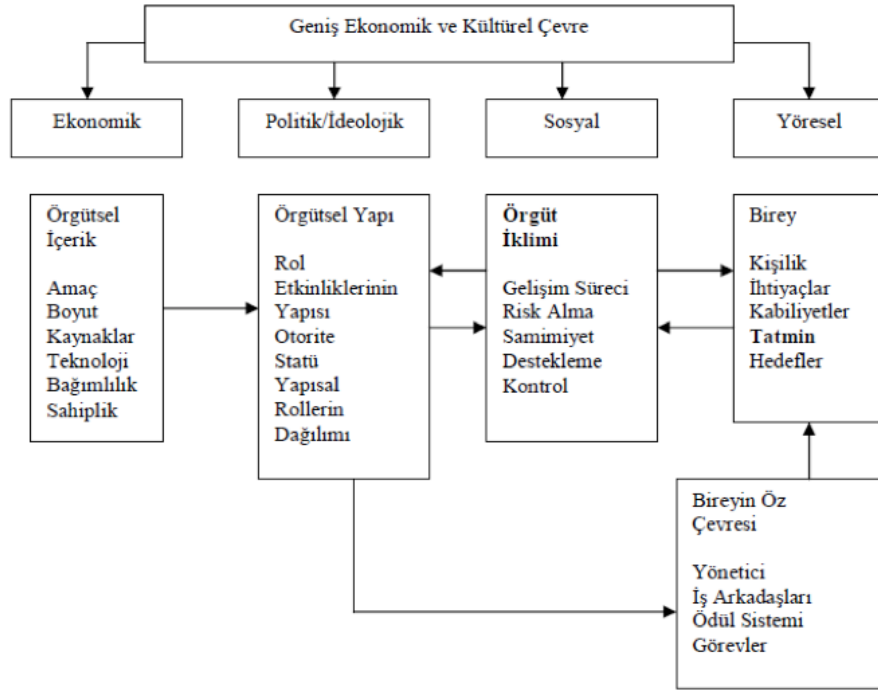 Geniş Ekonomik ve Kültürel Çevre
Ekonomik
Politik/İdeolojik
Sosyal
Yöresel
Örgütsel
İçerik
Amaç
Boyut
Kaynaklar
Teknoloji
Bağımlılık
Sahiplik
Örgütsel Yapı
Rol
Etkinliklerinin
Yapısı
Otorite
Statü
Yapısal
Rollerin
Dağılımı
Örgüt
İklimi
Gelişim Süreci
Risk Alma
Samimiyet
Destekleme
Kontrol
Birey
Kişilik
İhtiyaçlar
Kabiliyetler
Tatmin
Hedefler
Bireyin Öz
Çevresi
Yönetici
İş Arkadaşları
Ödül Sistemi
Görevler